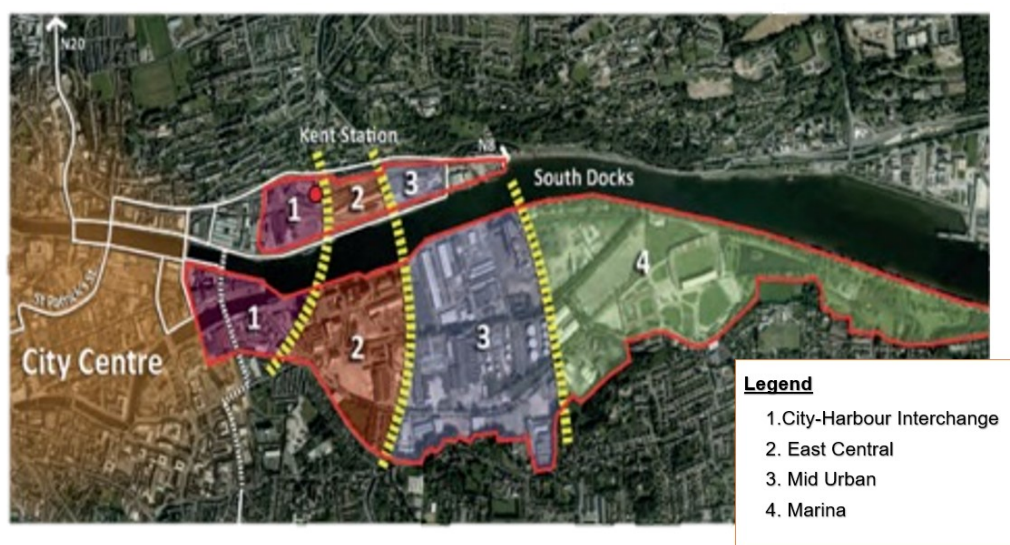 N20
Kent Station
N8
South Docks
1
2
3
4
St Patrick's St
1
2
3
City Centre
Legend
1.City-Harbour Interchange
2. East Central
3. Mid Urban
4. Marina